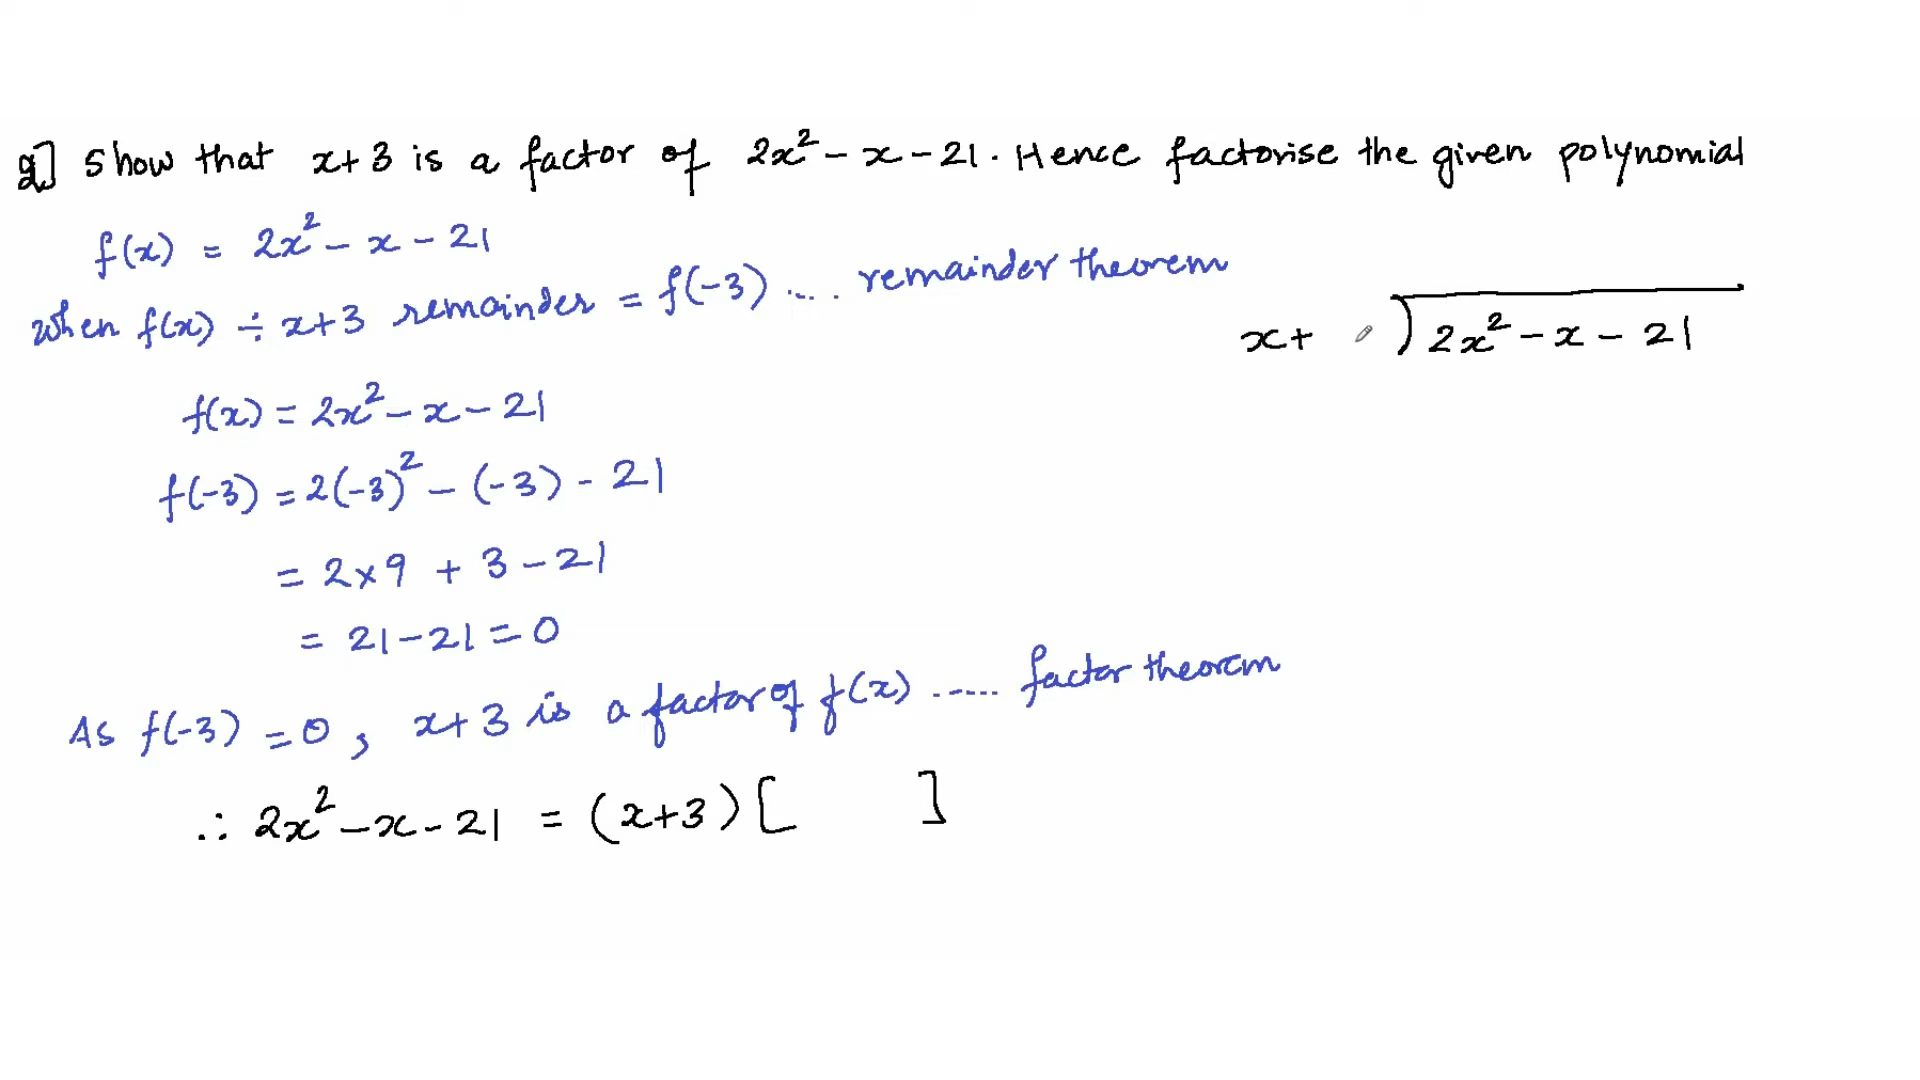 q] Show that x+3 is a factor of 2x² - x - 21. Hence factorise the given polynomial
f(x) = 2x² - x - 21
When f(x) ÷ x+3 remainder = f(-3) .... remainder theorem
x+ ) 2x² - x - 21
f(x) = 2x² - x - 21
f(-3) = 2(-3)² - (-3) - 21
= 2×9 + 3 - 21
= 21 - 21 = 0
As f(-3) = 0, x+3 is a factor of f(x) ..... factor theorem
∴ 2x² - x - 21 = (x+3) [ ]